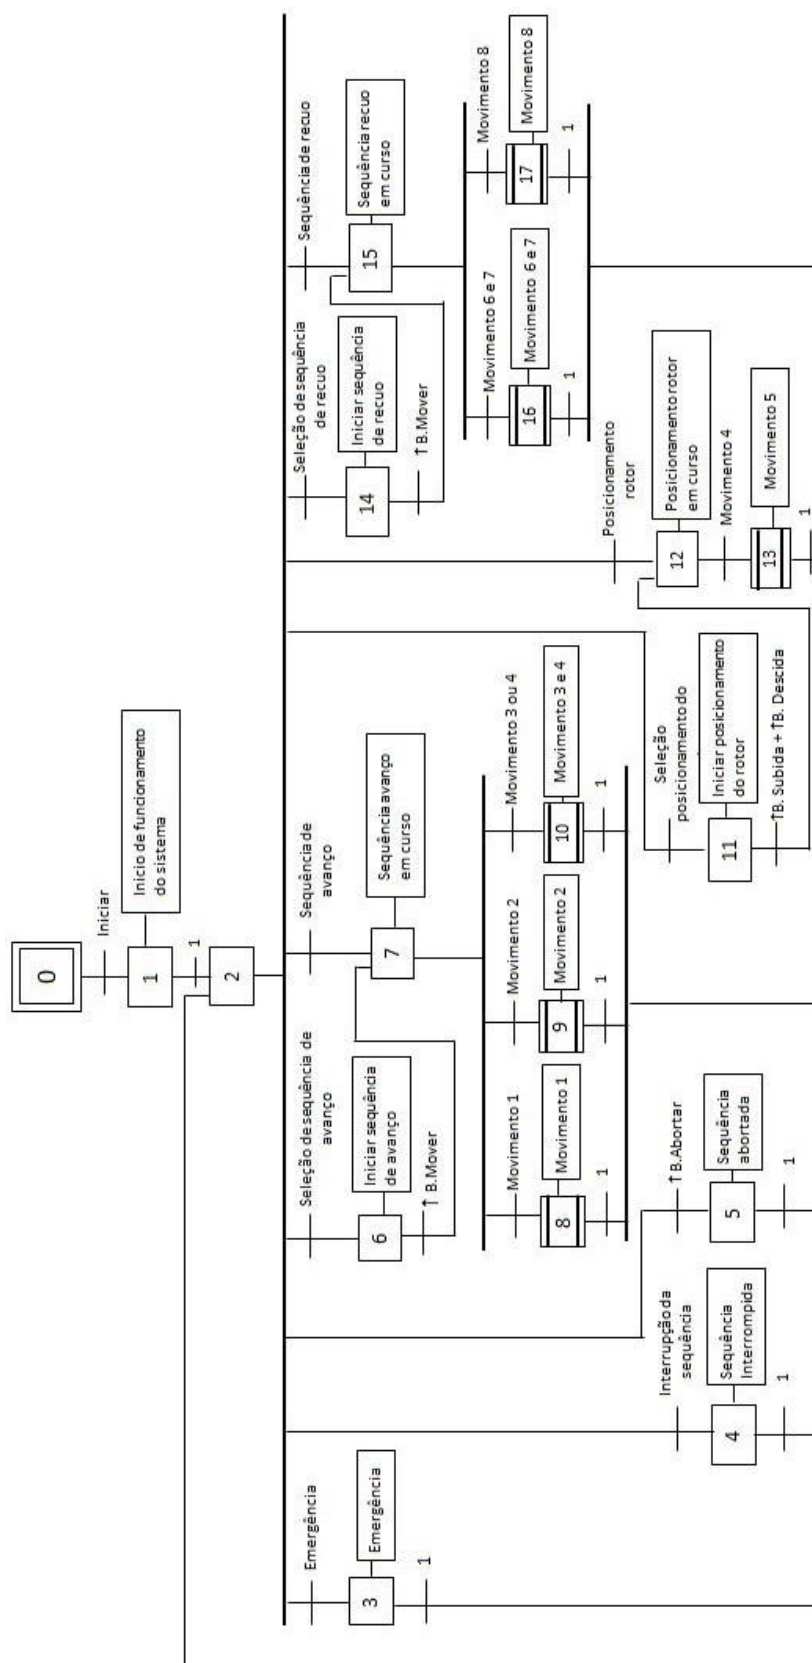 0
Iniciar
1
Inicio de funcionamento
do sistema
1
2
Emergência
3
Emergência
1
Interrupção da
sequência
4
Sequência
Interrompida
1
↑ B.Abortar
5
Sequência
abortada
1
Seleção de sequência de
avanço
6
Iniciar sequência
de avanço
↑ B.Mover
Sequência de
avanço
7
Sequência avanço
em curso
Movimento 1
8
Movimento 1
1
Movimento 2
9
Movimento 2
1
Movimento 3 ou 4
10
Movimento 3 e 4
1
Seleção
posicionamento do
11
Iniciar posicionamento
do rotor
↑B. Subida + ↑B. Descida
Posicionamento
rotor
12
Posicionamento rotor
em curso
Movimento 4
13
Movimento 5
1
Seleção de sequência
de recuo
14
Iniciar sequência
de recuo
↑ B.Mover
Sequência de recuo
15
Sequência recuo
em curso
Movimento 6 e 7
16
Movimento 6 e 7
1
Movimento 8
17
Movimento 8
1